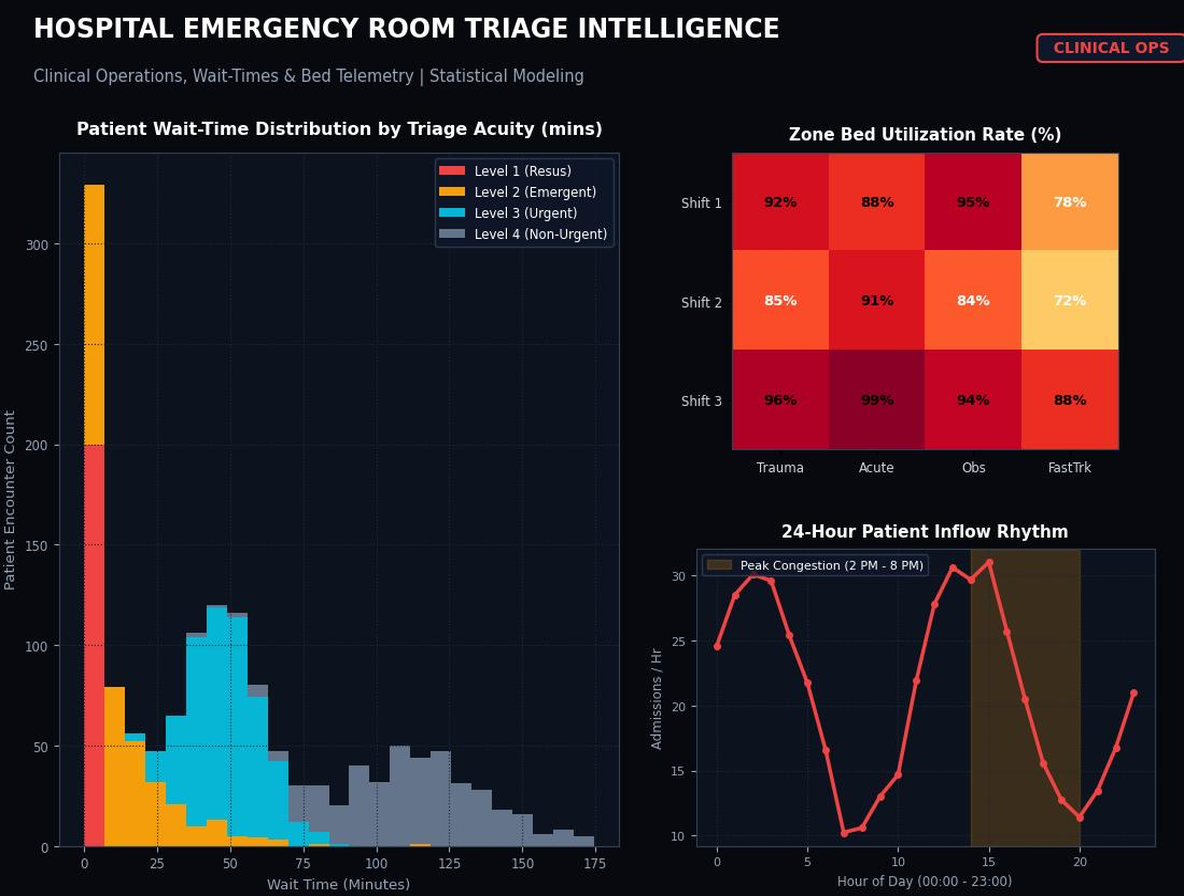 HOSPITAL EMERGENCY ROOM TRIAGE INTELLIGENCE
CLINICAL OPS
Clinical Operations, Wait-Times & Bed Telemetry | Statistical Modeling
Patient Wait-Time Distribution by Triage Acuity (mins)
Level 1 (Resus)
Level 2 (Emergent)
Level 3 (Urgent)
Level 4 (Non-Urgent)
Patient Encounter Count
300
250
200
150
100
50
0
0 25 50 75 100 125 150 175
Wait Time (Minutes)
Zone Bed Utilization Rate (%)
Shift 1 92% 88% 95% 78%
Shift 2 85% 91% 84% 72%
Shift 3 96% 99% 94% 88%
Trauma Acute Obs FastTrk
24-Hour Patient Inflow Rhythm
Peak Congestion (2 PM - 8 PM)
Admissions / Hr
30
25
20
15
10
0 5 10 15 20
Hour of Day (00:00 - 23:00)